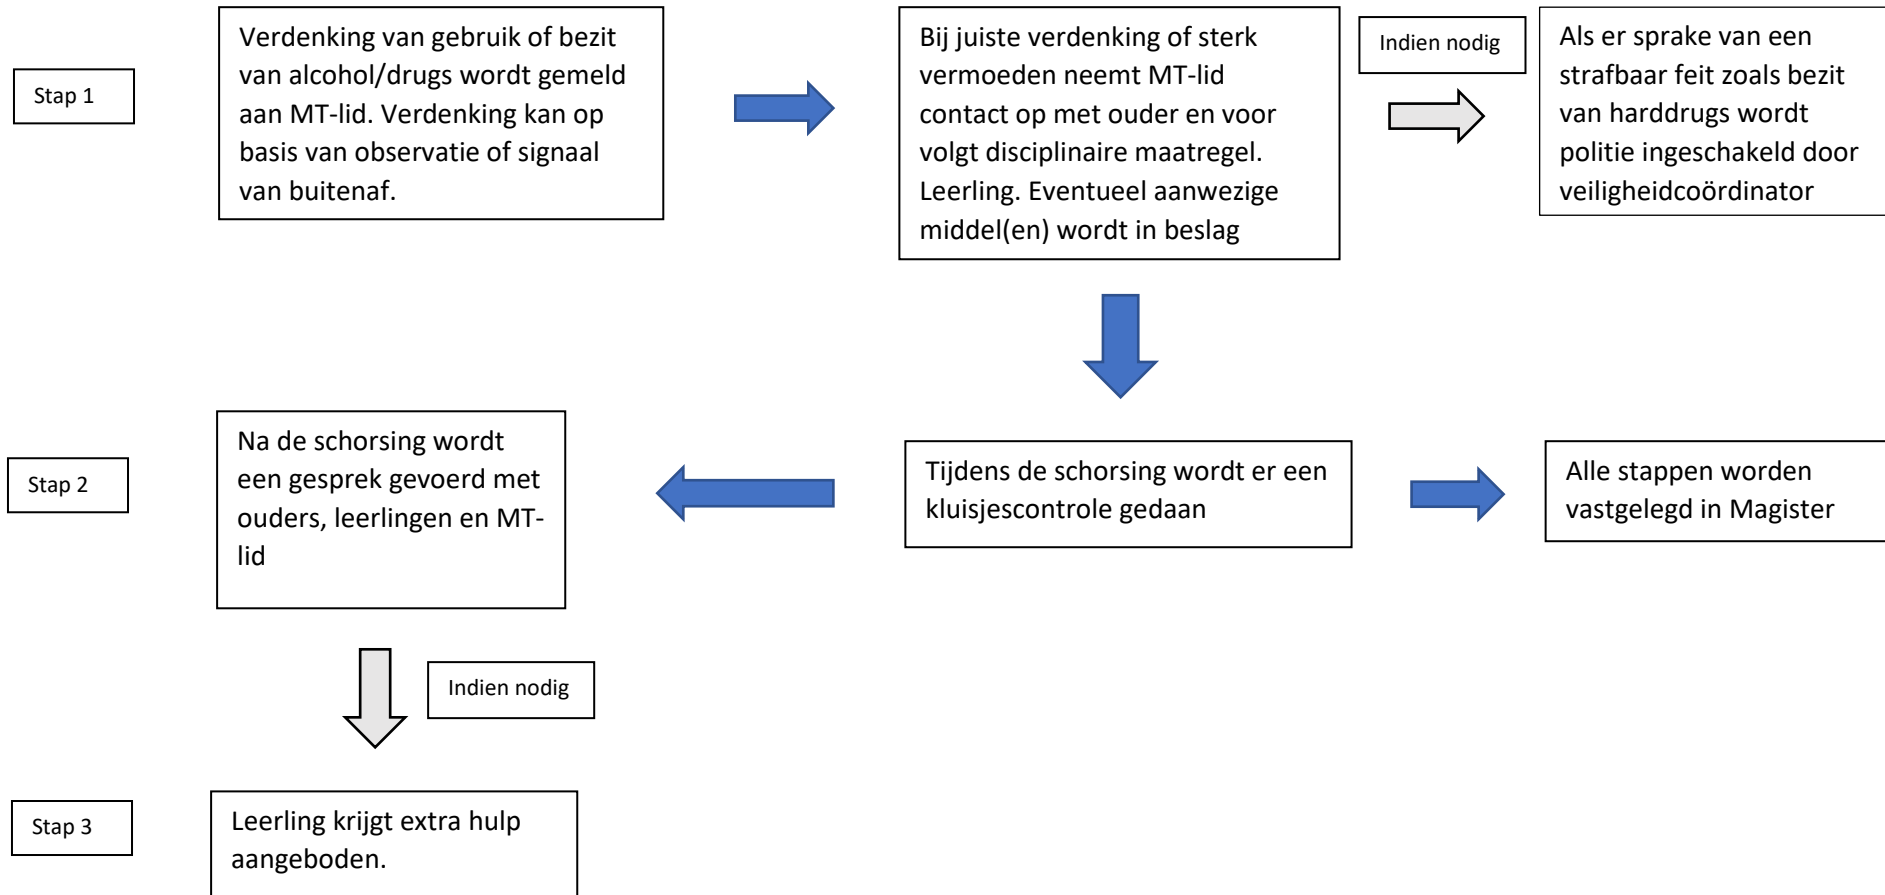 Stap 1
Verdenking van gebruik of bezit
van alcohol/drugs wordt gemeld
aan MT-lid. Verdenking kan op
basis van observatie of signaal
van buitenaf.
Bij juiste verdenking of sterk
vermoeden neemt MT-lid
contact op met ouder en voor
volgt disciplinaire maatregel.
Leerling. Eventueel aanwezige
middel(en) wordt in beslag
Indien nodig
Als er sprake van een
strafbaar feit zoals bezit
van harddrugs wordt
politie ingeschakeld door
veiligheidcoördinator
Stap 2
Na de schorsing wordt
een gesprek gevoerd met
ouders, leerlingen en MT-
lid
Tijdens de schorsing wordt er een
kluisjescontrole gedaan
Alle stappen worden
vastgelegd in Magister
Indien nodig
Stap 3
Leerling krijgt extra hulp
aangeboden.